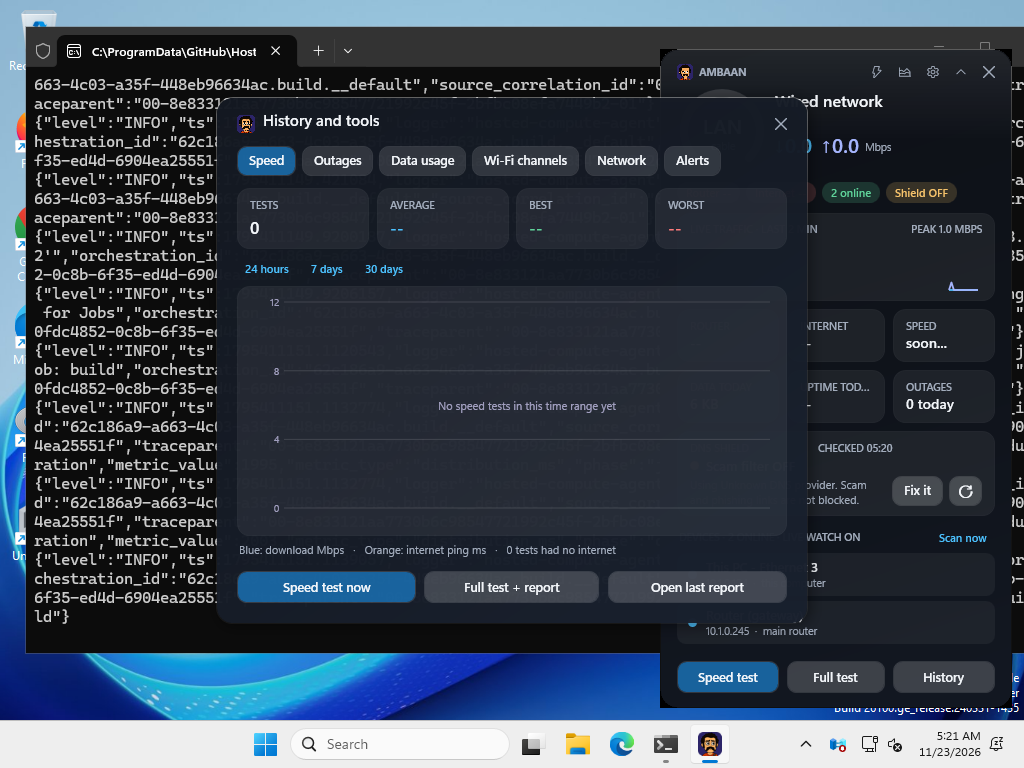 C:\ProgramData\GitHub\Host
663-4c03-a35f-448eb96634ac.build.__default","source_correlation_id":"
aceparent":"00-8e8331
{"level":"INFO","ts"
hestration_id":"62c18
f35-ed4d-6904ea25551
{"level":"INFO","ts"
663-4c03-a35f-448eb9
aceparent":"00-8e833
{"level":"INFO","ts"
2'","orchestration_i
2-0c8b-6f35-ed4d-690
{"level":"INFO","ts"
for Jobs","orchestr
0fdc4852-0c8b-6f35-e
{"level":"INFO","ts"
ob: build","orchestr
0fdc4852-0c8b-6f35-e
{"level":"INFO","ts"
d":"62c186a9-a663-4c0
4ea25551f","tracepar
ration","metric_valu
{"level":"INFO","ts"
d":"62c186a9-a663-4c0
4ea25551f","tracepar
ration","metric_valu
{"level":"INFO","ts"
chestration_id":"62c1
6f35-ed4d-6904ea2555
ld"}
History and tools
Speed
Outages
Data usage
Wi-Fi channels
Network
Alerts
TESTS
0
AVERAGE
--
BEST
--
WORST
--
24 hours
7 days
30 days
12
8
4
0
No speed tests in this time range yet
Blue: download Mbps · Orange: internet ping ms · 0 tests had no internet
Speed test now
Full test + report
Open last report
AMBAAN
Wired network
↑0.0 Mbps
2 online
Shield OFF
PEAK 1.0 MBPS
SPEED
soon...
OUTAGES
0 today
CHECKED 05:20
Fix it
WATCH ON
Scan now
10.1.0.245 · main router
Speed test
Full test
History
Search
5:21 AM
11/23/2026